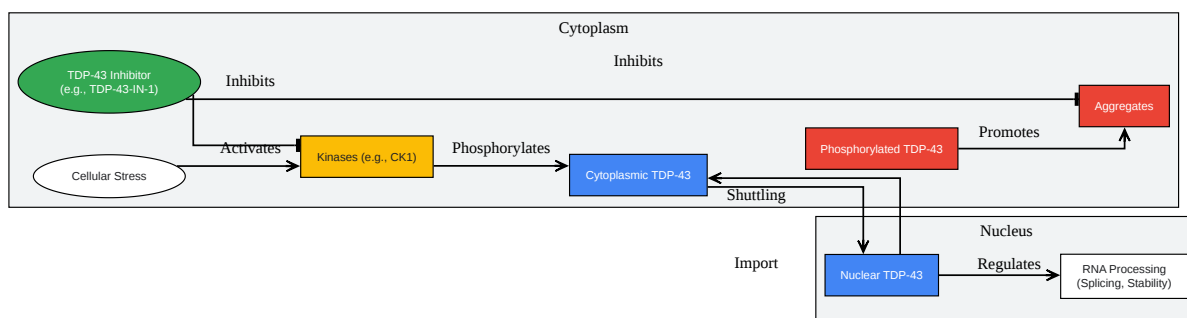 Cytoplasm
TDP-43 Inhibitor
(e.g., TDP-43-IN-1)
Inhibits
Inhibits
Aggregates
Activates
Kinases (e.g., CK1)
Phosphorylates
Phosphorylated TDP-43
Promotes
Cellular Stress
Cytoplasmic TDP-43
Shuttling
Nucleus
Import
Nuclear TDP-43
Regulates
RNA Processing
(Splicing, Stability)